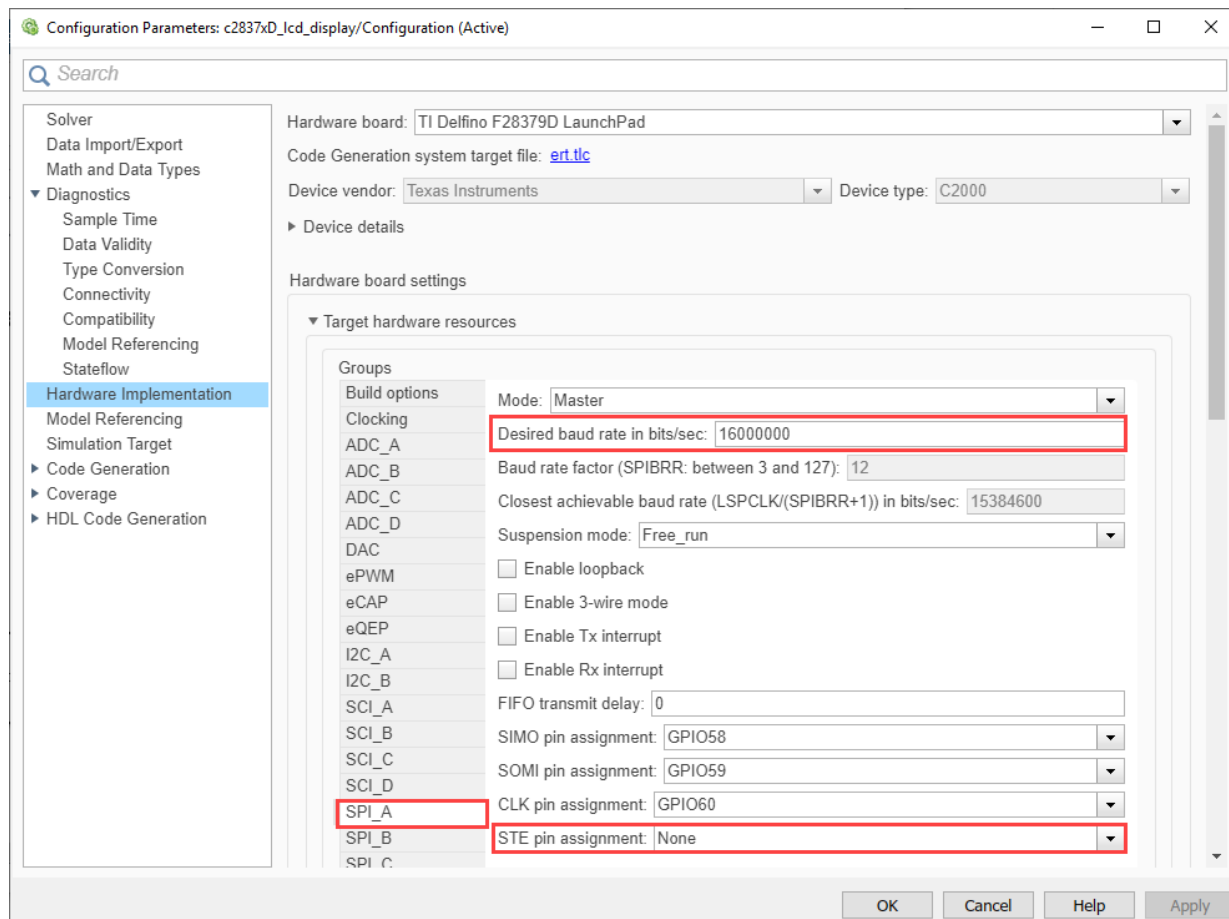 Configuration Parameters: c2837xD_lcd_display/Configuration (Active)
Search
Solver
Data Import/Export
Math and Data Types
Diagnostics
Sample Time
Data Validity
Type Conversion
Connectivity
Compatibility
Model Referencing
Stateflow
Hardware Implementation
Model Referencing
Simulation Target
Code Generation
Coverage
HDL Code Generation
Hardware board: TI Delfino F28379D LaunchPad
Code Generation system target file: ert.tlc
Device vendor: Texas Instruments Device type: C2000
Device details
Hardware board settings
Target hardware resources
Groups
Build options
Clocking
ADC_A
ADC_B
ADC_C
ADC_D
DAC
ePWM
eCAP
eQEP
I2C_A
I2C_B
SCI_A
SCI_B
SCI_C
SCI_D
SPI_A
SPI_B
SPI_C
Mode: Master
Desired baud rate in bits/sec: 16000000
Baud rate factor (SPIBRR: between 3 and 127): 12
Closest achievable baud rate (LSPCLK/(SPIBRR+1)) in bits/sec: 15384600
Suspension mode: Free_run
Enable loopback
Enable 3-wire mode
Enable Tx interrupt
Enable Rx interrupt
FIFO transmit delay: 0
SIMO pin assignment: GPIO58
SOMI pin assignment: GPIO59
CLK pin assignment: GPIO60
STE pin assignment: None
OK Cancel Help Apply